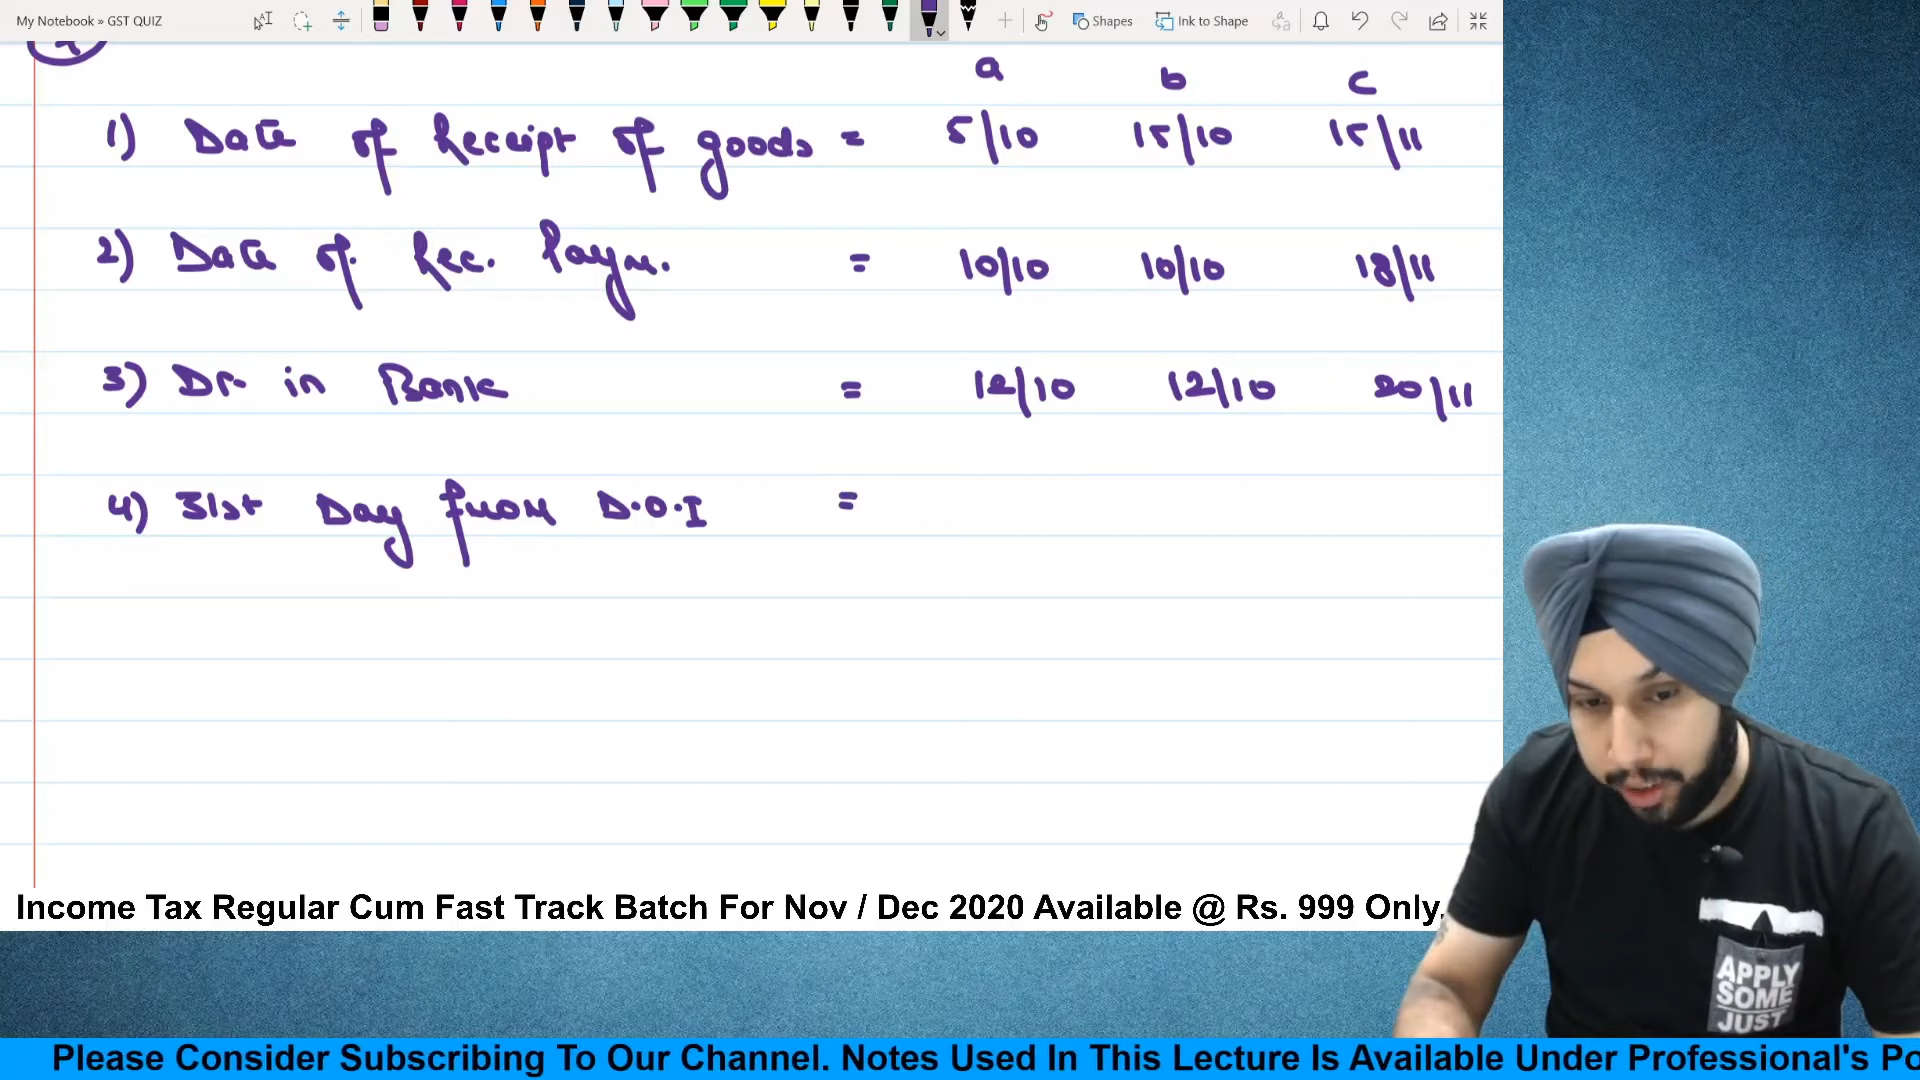 My Notebook » GST QUIZ
Shapes
Ink to Shape
a b c
1) Date of Receipt of goods = 5/10 15/10 15/11
2) Date of Rec. Paym. = 10/10 10/10 18/11
3) Dr in Bank = 12/10 12/10 20/11
4) 31st Day from D.O.I =
Income Tax Regular Cum Fast Track Batch For Nov / Dec 2020 Available @ Rs. 999 Only.
APPLY
SOME
JUST
Please Consider Subscribing To Our Channel. Notes Used In This Lecture Is Available Under Professional's Po